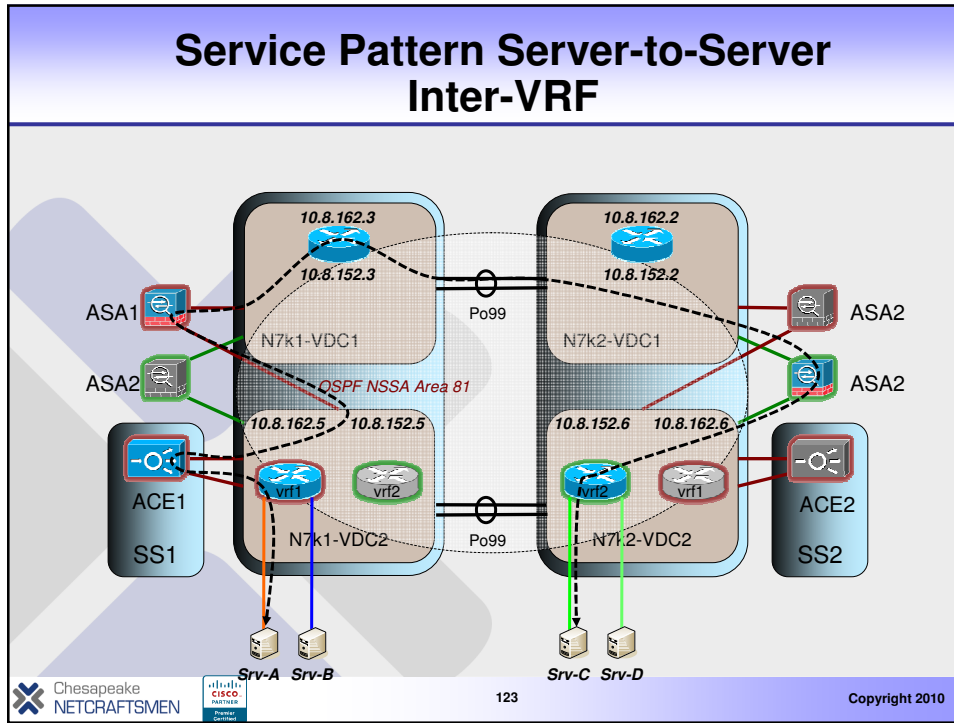 Service Pattern Server-to-Server
Inter-VRF
10.8.162.3
10.8.162.2
10.8.152.3
10.8.152.2
Po99
ASA1
ASA2
N7k1-VDC1
N7k2-VDC1
ASA2
ASA2
OSPF NSSA Area 81
10.8.162.5
10.8.152.5
10.8.152.6
10.8.162.6
vrf1
vrf2
vrf2
vrf1
ACE1
ACE2
N7k1-VDC2
Po99
N7k2-VDC2
SS1
SS2
Srv-A
Srv-B
Srv-C
Srv-D
Chesapeake
NETCRAFTSMEN
CISCO
PARTNER
Premier
Certified
123
Copyright 2010